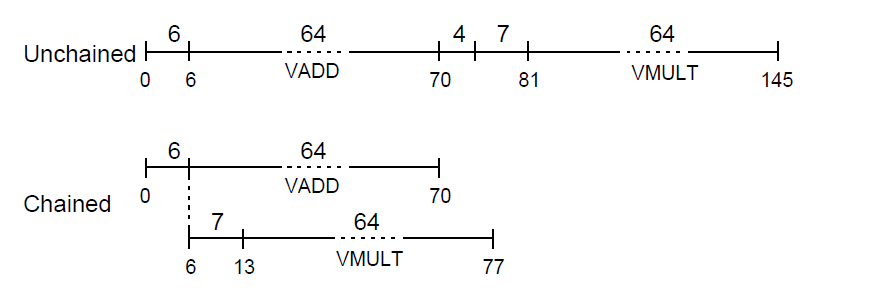 6 64 4 7 64
Unchained
VADD VMULT
0 6 70 81 145
6 64
VADD
0 70
Chained
7 64
VMULT
6 13 77